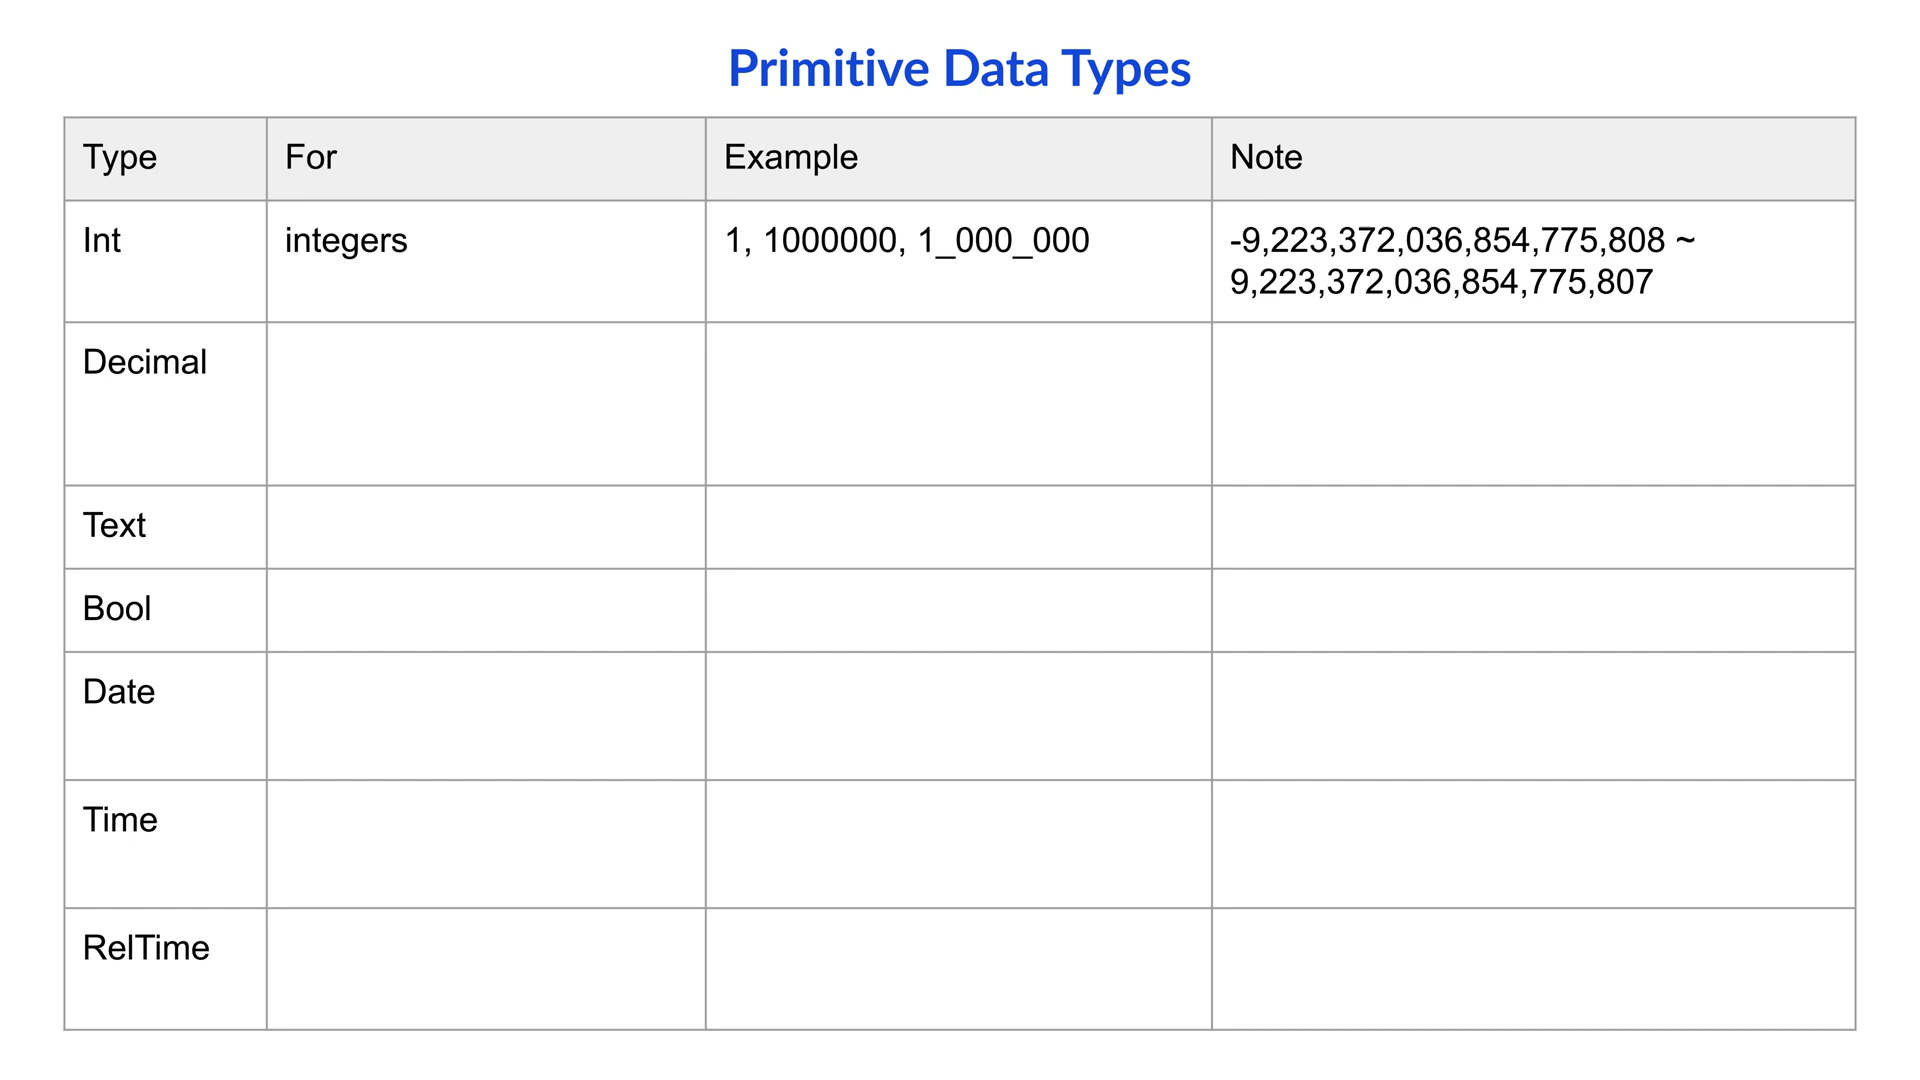 Primitive Data Types
Type For Example Note
Int integers 1, 1000000, 1_000_000 -9,223,372,036,854,775,808 ~
9,223,372,036,854,775,807
Decimal
Text
Bool
Date
Time
RelTime